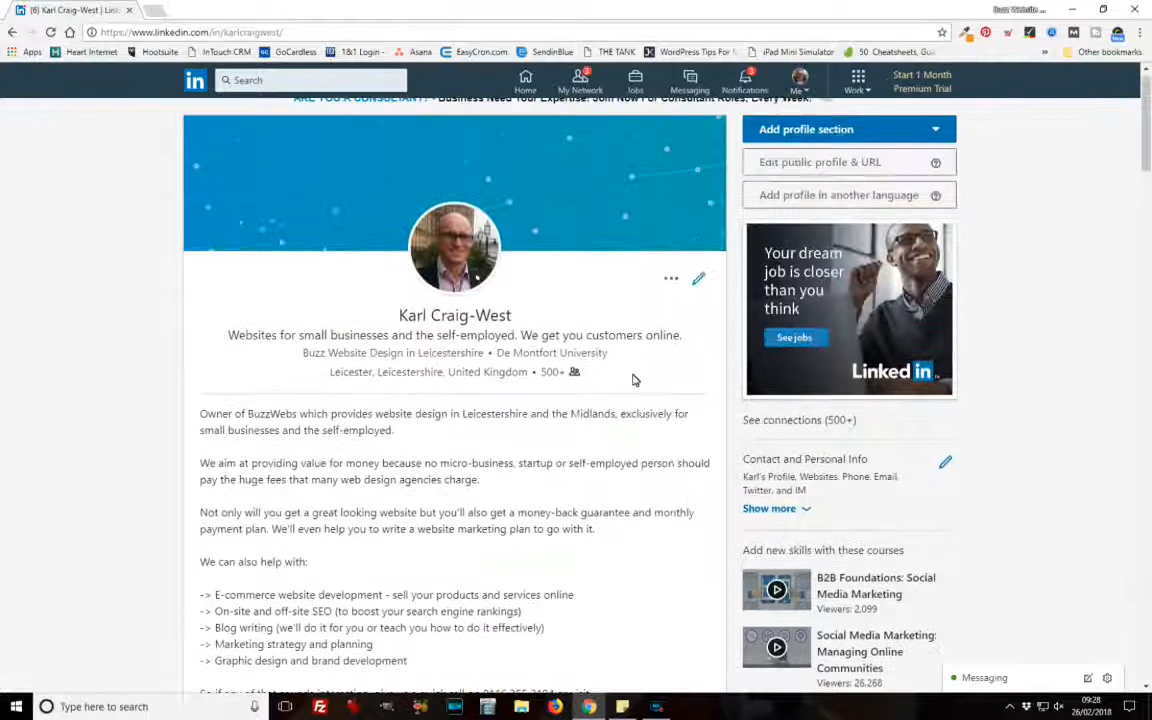 (6) Karl Craig-West | Link
Buzz Website ...
https://www.linkedin.com/in/karlcraigwest/
Apps
Heart Internet
Hootsuite
InTouch CRM
GoCardless
1&1 Login -
Asana
EasyCron.com
SendinBlue
THE TANK
WordPress Tips For
iPad Mini Simulator
50 Cheatsheets, Gui
Other bookmarks
in
Search
Home
3
My Network
Jobs
Messaging
3
Notifications
Me
Work
Start 1 Month
Premium Trial
ARE YOU A CONSULTANT? - Business Need Your Expertise. Join Now For Consultant Roles, Every Week.
Karl Craig-West
Websites for small businesses and the self-employed. We get you customers online.
Buzz Website Design in Leicestershire • De Montfort University
Leicester, Leicestershire, United Kingdom • 500+
Owner of BuzzWebs which provides website design in Leicestershire and the Midlands, exclusively for
small businesses and the self-employed.
We aim at providing value for money because no micro-business, startup or self-employed person should
pay the huge fees that many web design agencies charge.
Not only will you get a great looking website but you'll also get a money-back guarantee and monthly
payment plan. We'll even help you to write a website marketing plan to go with it.
We can also help with:
-> E-commerce website development - sell your products and services online
-> On-site and off-site SEO (to boost your search engine rankings)
-> Blog writing (we'll do it for you or teach you how to do it effectively)
-> Marketing strategy and planning
-> Graphic design and brand development
Add profile section
Edit public profile & URL
Add profile in another language
Your dream
job is closer
than you
think
See jobs
Linked in
See connections (500+)
Contact and Personal Info
Karl's Profile, Websites, Phone, Email,
Twitter, and IM
Show more
Add new skills with these courses
B2B Foundations: Social
Media Marketing
Viewers: 2,099
Social Media Marketing:
Managing Online
Communities
Viewers: 26,268
Messaging
Type here to search
09:28
26/02/2018